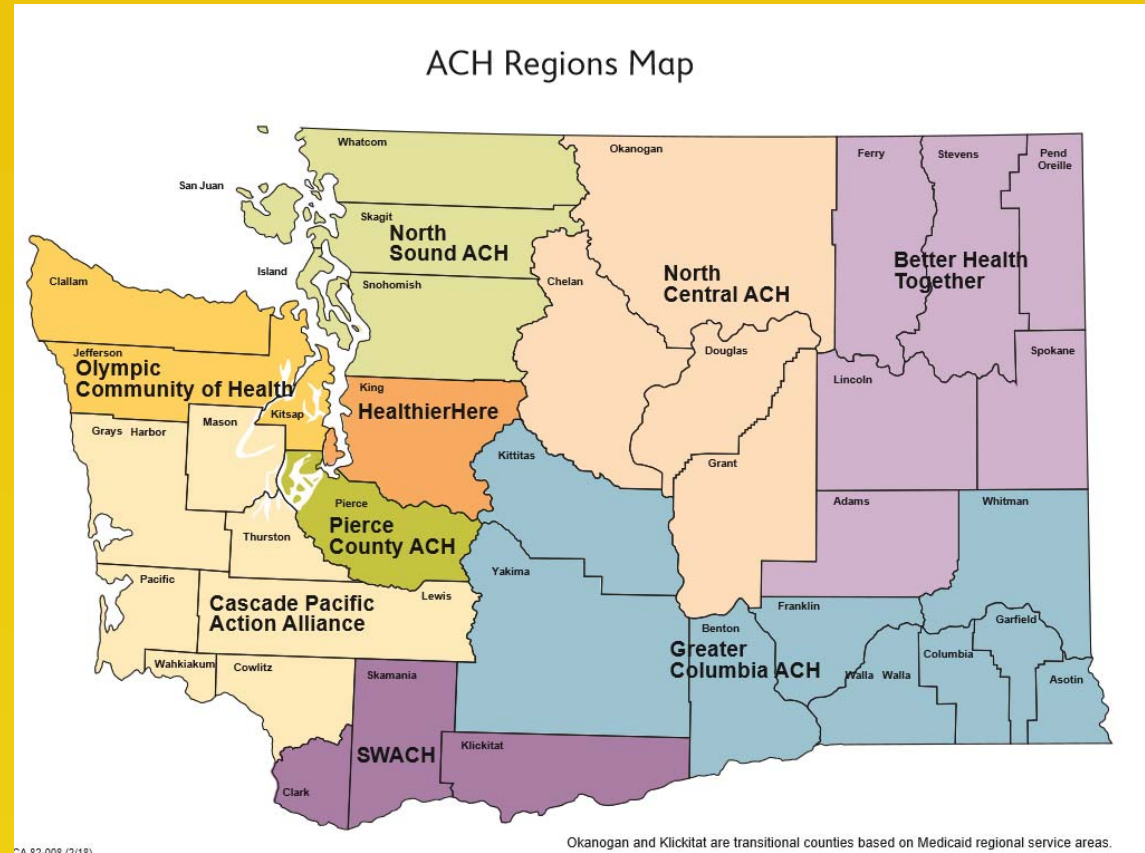 ACH Regions Map
Whatcom
Okanogan
Ferry
Stevens
Pend
Oreille
San Juan
Skagit
North
Sound ACH
Island
Snohomish
Chelan
North
Central ACH
Better Health
Together
Clallam
Jefferson
Olympic
Community of Health
Kitsap
King
HealthierHere
Douglas
Spokane
Lincoln
Grays Harbor
Mason
Kittitas
Grant
Pierce
Pierce
County ACH
Adams
Whitman
Thurston
Yakima
Pacific
Lewis
Cascade Pacific
Action Alliance
Franklin
Benton
Greater
Columbia ACH
Garfield
Columbia
Walla Walla
Asotin
Wahkiakum
Cowlitz
Skamania
SWACH
Klickitat
Clark
Okanogan and Klickitat are transitional counties based on Medicaid regional service areas.